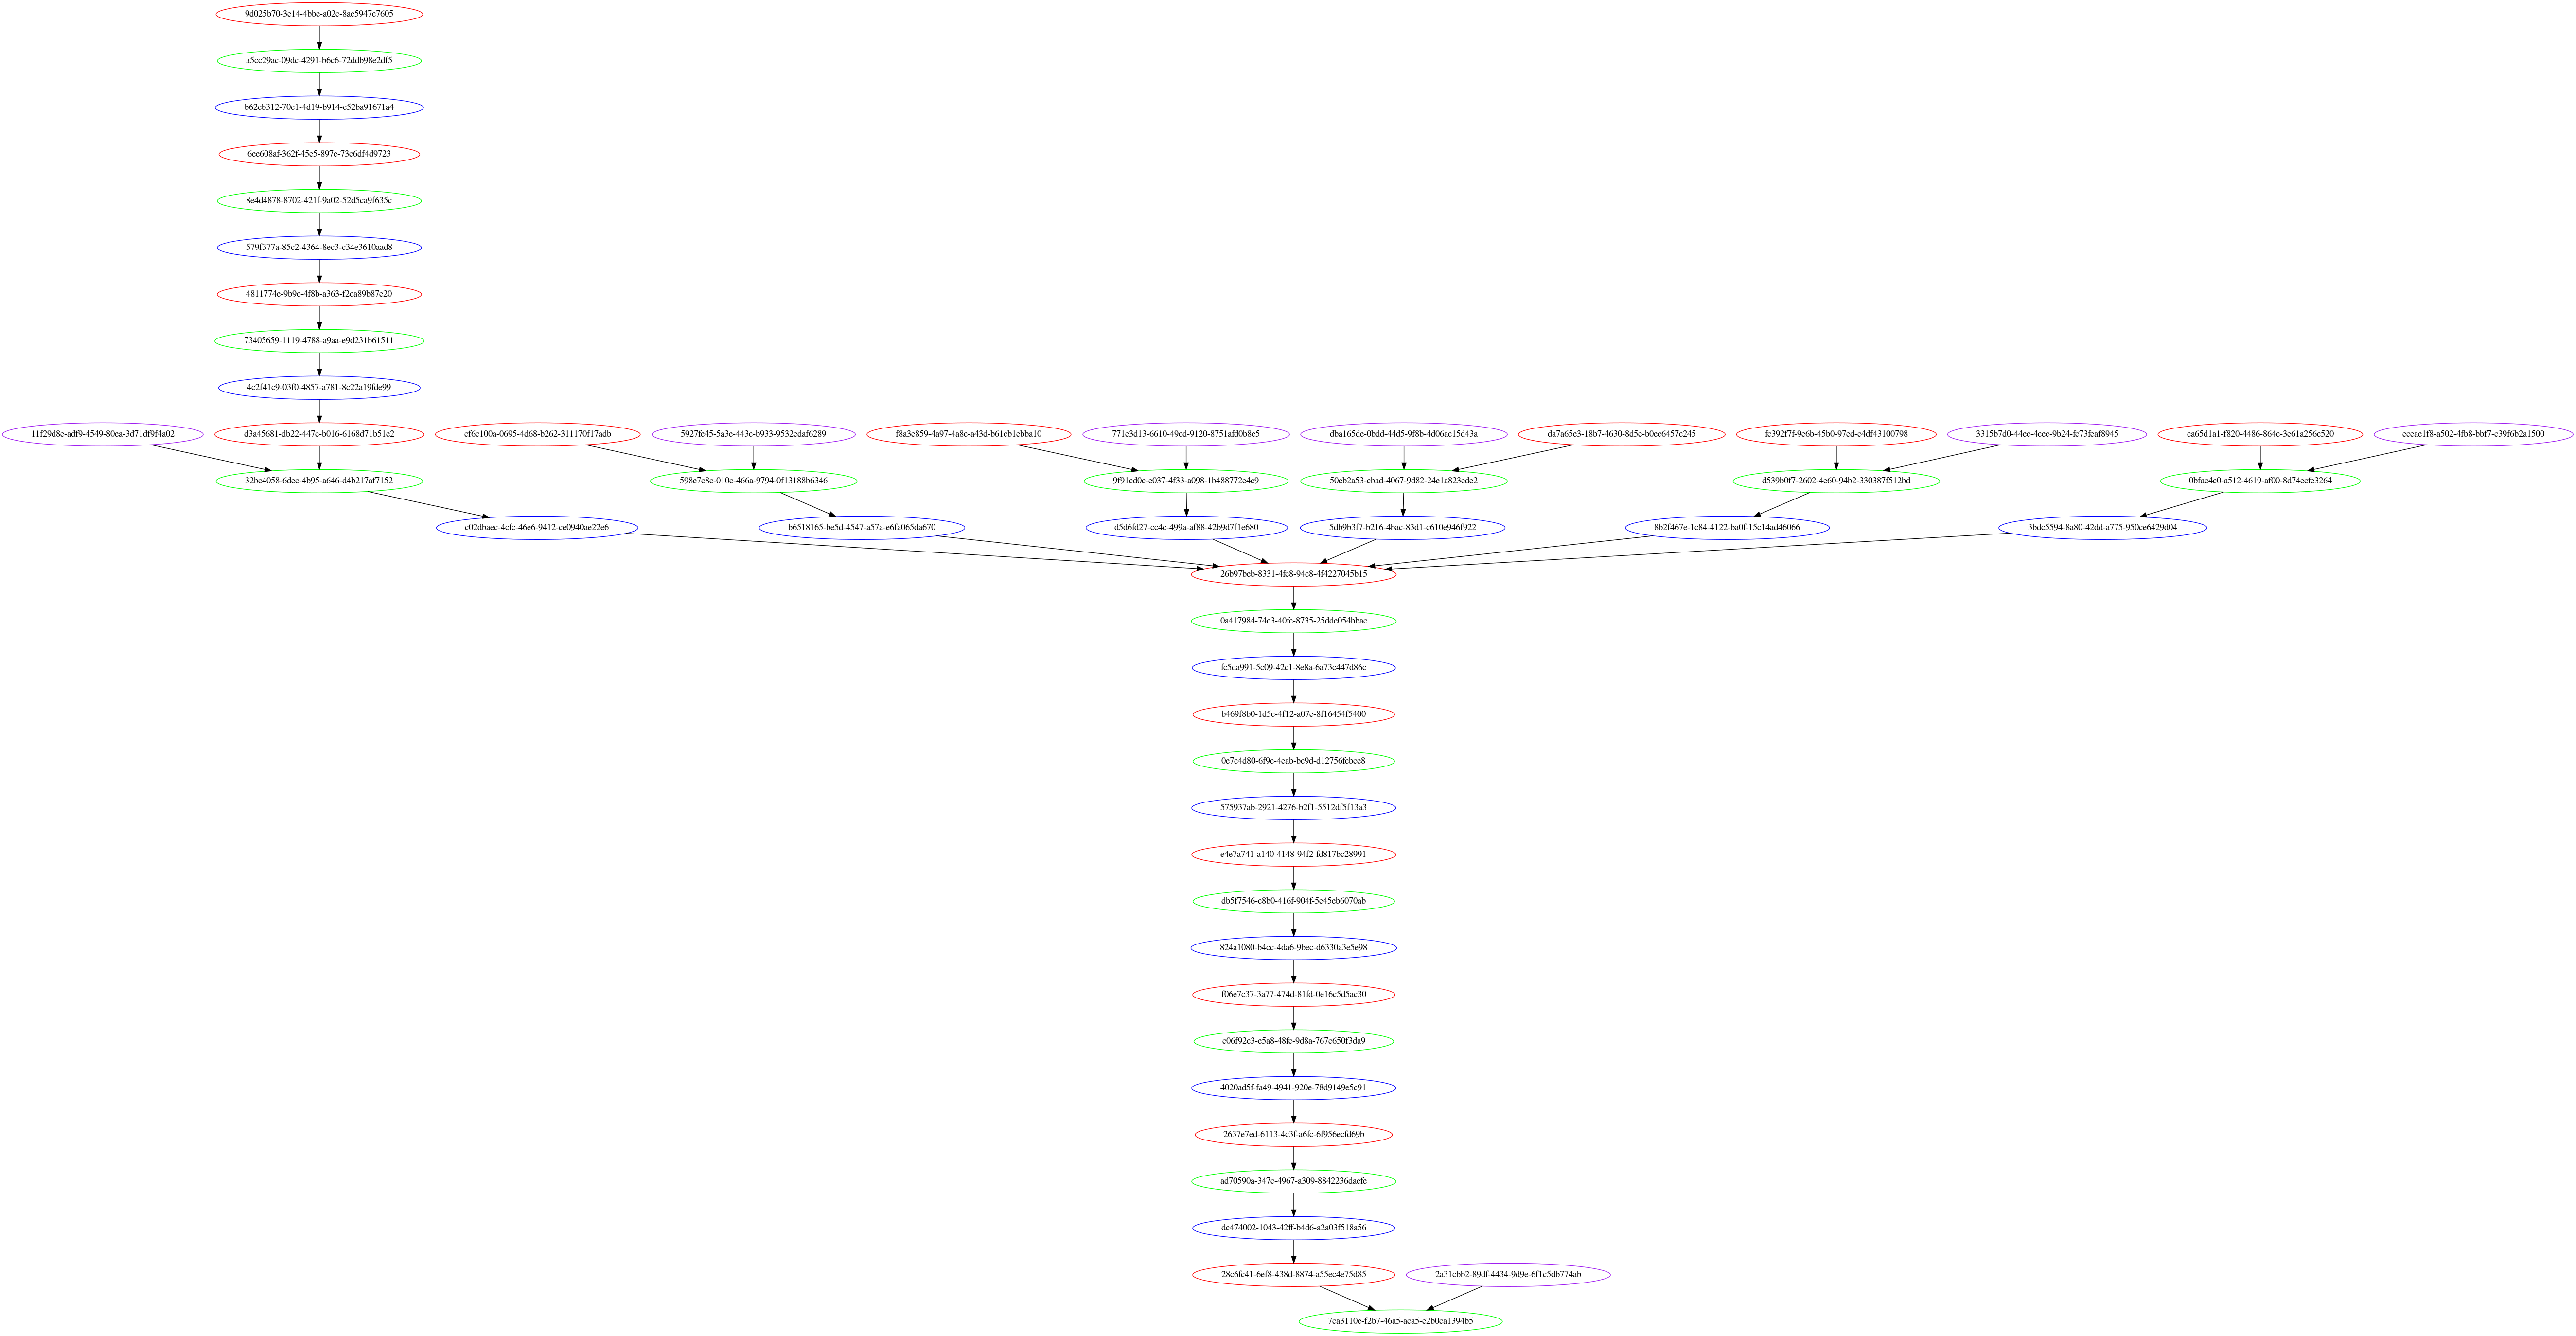 9d025b70-3e14-4bbe-a02c-8ae5947c7605
a5cc29ac-09dc-4291-b6c6-72ddb98e2df5
b62cb312-70c1-4d19-b914-c52ba91671a4
6ee608af-362f-45e5-897e-73c6df4d9723
8e4d4878-8702-421f-9a02-52d5ca9f635c
579f377a-85c2-4364-8ec3-c34e3610aad8
4811774e-9b9c-4f8b-a363-f2ca89b87e20
73405659-1119-4788-a9aa-e9d231b61511
4c2f41c9-03f0-4857-a781-8c22a19fde99
11f29d8e-adf9-4549-80ea-3d71df9f4a02
d3a45681-db22-447c-b016-6168d71b51e2
cf6c100a-0695-4d68-b262-311170f17adb
5927fe45-5a3e-443c-b933-9532edaf6289
f8a3e859-4a97-4a8c-a43d-b61cb1ebba10
771e3d13-6610-49cd-9120-8751afd0b8e5
dba165de-0bdd-44d5-9f8b-4d06ac15d43a
da7a65e3-18b7-4630-8d5e-b0ec6457c245
fc392f7f-9e6b-45b0-97ed-c4df43100798
3315b7d0-44ec-4cec-9b24-fc73feaf8945
ca65d1a1-f820-4486-864c-3e61a256c520
eceae1f8-a502-4fb8-bbf7-c39f6b2a1500
32bc4058-6dec-4b95-a646-d4b217af7152
598e7c8c-010c-466a-9794-0f13188b6346
9f91cd0c-e037-4f33-a098-1b488772e4c9
50eb2a53-cbad-4067-9d82-24e1a823ede2
d539b0f7-2602-4e60-94b2-330387f512bd
0bfac4c0-a512-4619-af00-8d74ecfe3264
c02dbaec-4cfc-46e6-9412-ce0940ae22e6
b6518165-be5d-4547-a57a-e6fa065da670
d5d6fd27-cc4c-499a-af88-42b9d7f1e680
5db9b3f7-b216-4bac-83d1-c610e946f922
8b2f467e-1c84-4122-ba0f-15c14ad46066
3bdc5594-8a80-42dd-a775-950ce6429d04
26b97beb-8331-4fc8-94c8-4f4227045b15
0a417984-74c3-40fc-8735-25dde054bbac
fc5da991-5c09-42c1-8e8a-6a73c447d86c
b469f8b0-1d5c-4f12-a07e-8f16454f5400
0e7c4d80-6f9c-4eab-bc9d-d12756fcbce8
575937ab-2921-4276-b2f1-5512df5f13a3
e4e7a741-a140-4148-94f2-fd817bc28991
db5f7546-c8b0-416f-904f-5e45eb6070ab
824a1080-b4cc-4da6-9bec-d6330a3e5e98
f06e7c37-3a77-474d-81fd-0e16c5d5ac30
c06f92c3-e5a8-48fc-9d8a-767c650f3da9
4020ad5f-fa49-4941-920e-78d9149e5c91
2637e7ed-6113-4c3f-a6fc-6f956ecfd69b
ad70590a-347c-4967-a309-8842236daefe
dc474002-1043-42ff-b4d6-a2a03f518a56
28c6fc41-6ef8-438d-8874-a55ec4e75d85
2a31cbb2-89df-4434-9d9e-6f1c5db774ab
7ca3110e-f2b7-46a5-aca5-e2b0ca1394b5